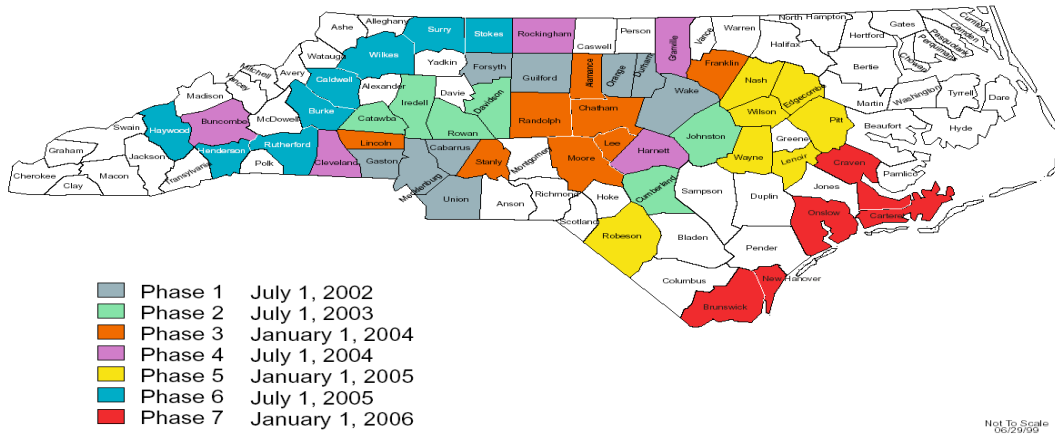 Ashe
Alleghany
Surry
Stokes
Rockingham
Caswell
Person
Granville
Vance
Warren
North Hampton
Gates
Currituck
Camden
Pasquotank
Perquimans
Chowan
Hertford
Halifax
Bertie
Watauga
Wilkes
Yadkin
Forsyth
Guilford
Alamance
Orange
Durham
Franklin
Nash
Edgecombe
Martin
Washington
Tyrrell
Dare
Mitchell
Yancey
Avery
Caldwell
Alexander
Iredell
Davie
Davidson
Wake
Wilson
Pitt
Beaufort
Hyde
Madison
Burke
McDowell
Catawba
Rowan
Randolph
Chatham
Johnston
Greene
Haywood
Buncombe
Swain
Graham
Jackson
Henderson
Rutherford
Cleveland
Lincoln
Gaston
Cabarrus
Stanly
Montgomery
Moore
Lee
Harnett
Wayne
Lenoir
Craven
Pamlico
Cherokee
Clay
Macon
Transylvania
Polk
Mecklenburg
Union
Anson
Richmond
Scotland
Hoke
Cumberland
Sampson
Duplin
Jones
Onslow
Carteret
Robeson
Bladen
Pender
Columbus
Brunswick
New Hanover
Phase 1 July 1, 2002
Phase 2 July 1, 2003
Phase 3 January 1, 2004
Phase 4 July 1, 2004
Phase 5 January 1, 2005
Phase 6 July 1, 2005
Phase 7 January 1, 2006
Not To Scale
06/29/99